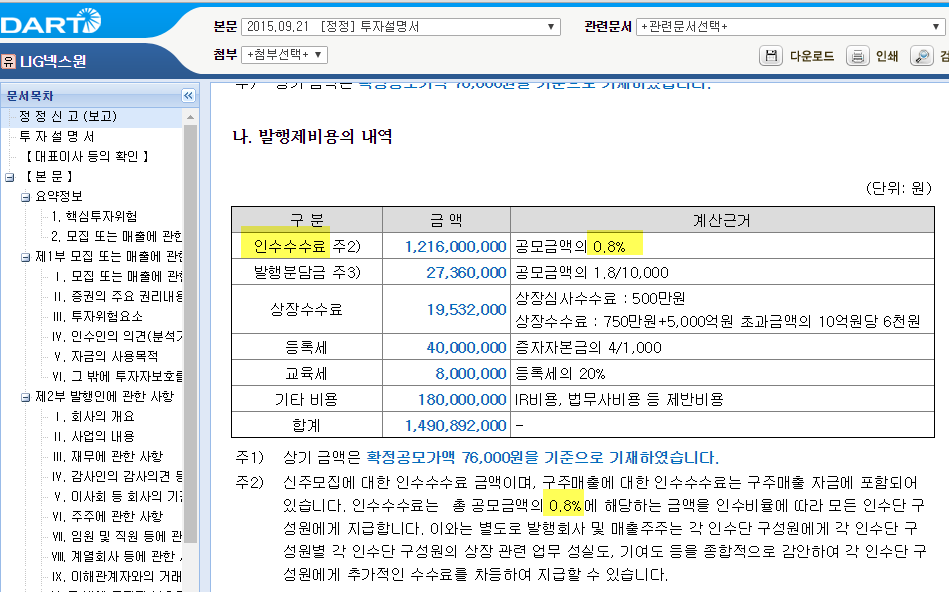 DART
본문 2015.09.21 [정정] 투자설명서 관련문서 +관련문서선택+
유 LIG넥스원 첨부 +첨부선택+ 다운로드 인쇄
문서목차
정 정 신 고 (보고)
투 자 설 명 서
【 대표이사 등의 확인 】
【 본 문 】
요약정보
1. 핵심투자위험
2. 모집 또는 매출에 관한
제1부 모집 또는 매출에 관한
I. 모집 또는 매출에 관한
II. 증권의 주요 권리내용
III. 투자위험요소
IV. 인수인의 의견(분석기
V. 자금의 사용목적
VI. 그 밖에 투자자보호를
제2부 발행인에 관한 사항
I. 회사의 개요
II. 사업의 내용
III. 재무에 관한 사항
IV. 감사인의 감사의견 등
V. 이사회 등 회사의 기관
VI. 주주에 관한 사항
VII. 임원 및 직원 등에 관
VIII. 계열회사 등에 관한
IX. 이해관계자와의 거래
상기 금액은 확정공모가액 76,000원을 기준으로 기재하였습니다.
나. 발행제비용의 내역
(단위: 원)
구 분 금 액 계산근거
인수수수료 주2) 1,216,000,000 공모금액의 0.8%
발행분담금 주3) 27,360,000 공모금액의 1.8/10,000
상장수수료 19,532,000 상장심사수수료 : 500만원
상장수수료 : 750만원+5,000억원 초과금액의 10억원당 6천원
등록세 40,000,000 증자자본금의 4/1,000
교육세 8,000,000 등록세의 20%
기타 비용 180,000,000 IR비용, 법무사비용 등 제반비용
합계 1,490,892,000 -
주1) 상기 금액은 확정공모가액 76,000원을 기준으로 기재하였습니다.
주2) 신주모집에 대한 인수수수료 금액이며, 구주매출에 대한 인수수수료는 구주매출 자금에 포함되어
있습니다. 인수수수료는 총 공모금액의 0.8%에 해당하는 금액을 인수비율에 따라 모든 인수단 구
성원에게 지급합니다. 이와는 별도로 발행회사 및 매출주주는 각 인수단 구성원에게 각 인수단 구
성원별 각 인수단 구성원의 상장 관련 업무 성실도, 기여도 등을 종합적으로 감안하여 각 인수단 구
성원에게 추가적인 수수료를 차등하여 지급할 수 있습니다.